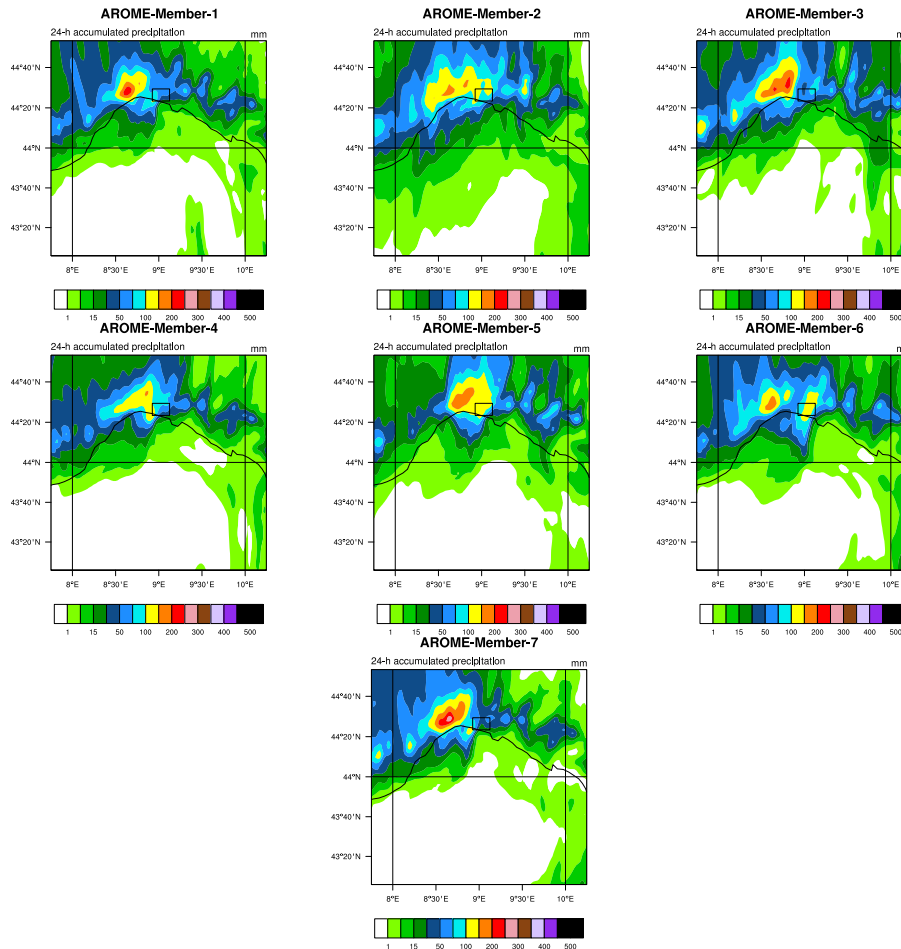 AROME-Member-1
24-h accumulated precipitation mm
44°40'N
44°20'N
44°N
43°40'N
43°20'N
8°E 8°30'E 9°E 9°30'E 10°E
1 15 50 100 200 300 400 500
AROME-Member-2
24-h accumulated precipitation mm
44°40'N
44°20'N
44°N
43°40'N
43°20'N
8°E 8°30'E 9°E 9°30'E 10°E
1 15 50 100 200 300 400 500
AROME-Member-3
24-h accumulated precipitation
44°40'N
44°20'N
44°N
43°40'N
43°20'N
8°E 8°30'E 9°E 9°30'E 10°E
1 15 50 100 200 300 400 500
AROME-Member-4
24-h accumulated precipitation mm
44°40'N
44°20'N
44°N
43°40'N
43°20'N
8°E 8°30'E 9°E 9°30'E 10°E
1 15 50 100 200 300 400 500
AROME-Member-5
24-h accumulated precipitation mm
44°40'N
44°20'N
44°N
43°40'N
43°20'N
8°E 8°30'E 9°E 9°30'E 10°E
1 15 50 100 200 300 400 500
AROME-Member-6
24-h accumulated precipitation
44°40'N
44°20'N
44°N
43°40'N
43°20'N
8°E 8°30'E 9°E 9°30'E 10°E
1 15 50 100 200 300 400 500
AROME-Member-7
24-h accumulated precipitation mm
44°40'N
44°20'N
44°N
43°40'N
43°20'N
8°E 8°30'E 9°E 9°30'E 10°E
1 15 50 100 200 300 400 500